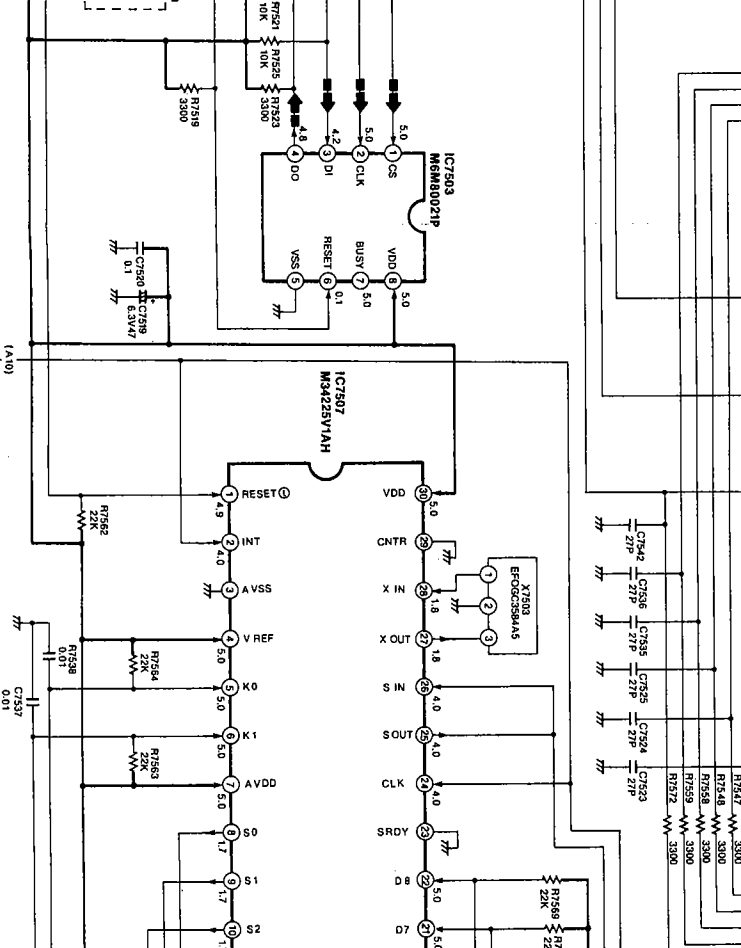 R7521
10K
R7525
10K
R7523
3300
R7519
3300
4.8
4.2
5.0
5.0
4 DO
3 DI
2 CLK
1 CS
IC7503
M6M80021P
VSS
RESET
BUSY
VDD
5
6
7
8
0.1
5.0
5.0
C7520
0.1
C7519
6.3V47
+
(A10)
IC7507
M34225V1AH
1 RESET Ⓛ
4.9
2 INT
4.0
3 AVSS
4 VREF
5.0
5 K0
5.0
6 K1
5.0
7 AVDD
5.0
8 S0
1.7
9 S1
1.7
10 S2
1.
VDD 30
5.0
CNTR 29
X IN 28
1.8
X OUT 27
1.8
S IN 26
4.0
SOUT 25
4.0
CLK 24
4.0
SRDY 23
D8 22
5.0
D7 21
5.0
X7503
EFOGC3584A5
1
2
3
R7562
22K
R7564
22K
R7563
22K
R7538
0.01
C7537
0.01
C7542
27P
C7536
27P
C7535
27P
C7525
27P
C7524
27P
C7523
27P
R7572
3300
R7559
3300
R7558
3300
R7548
3300
R7547
3300
R7569
22K
R7
22